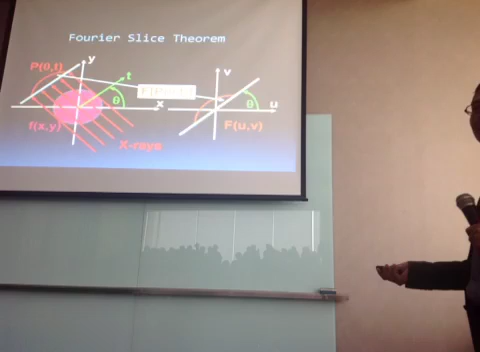 Fourier Slice Theorem
P(θ,t)
y
t
θ
x
f(x,y)
X-rays
v
θ
u
F(u,v)